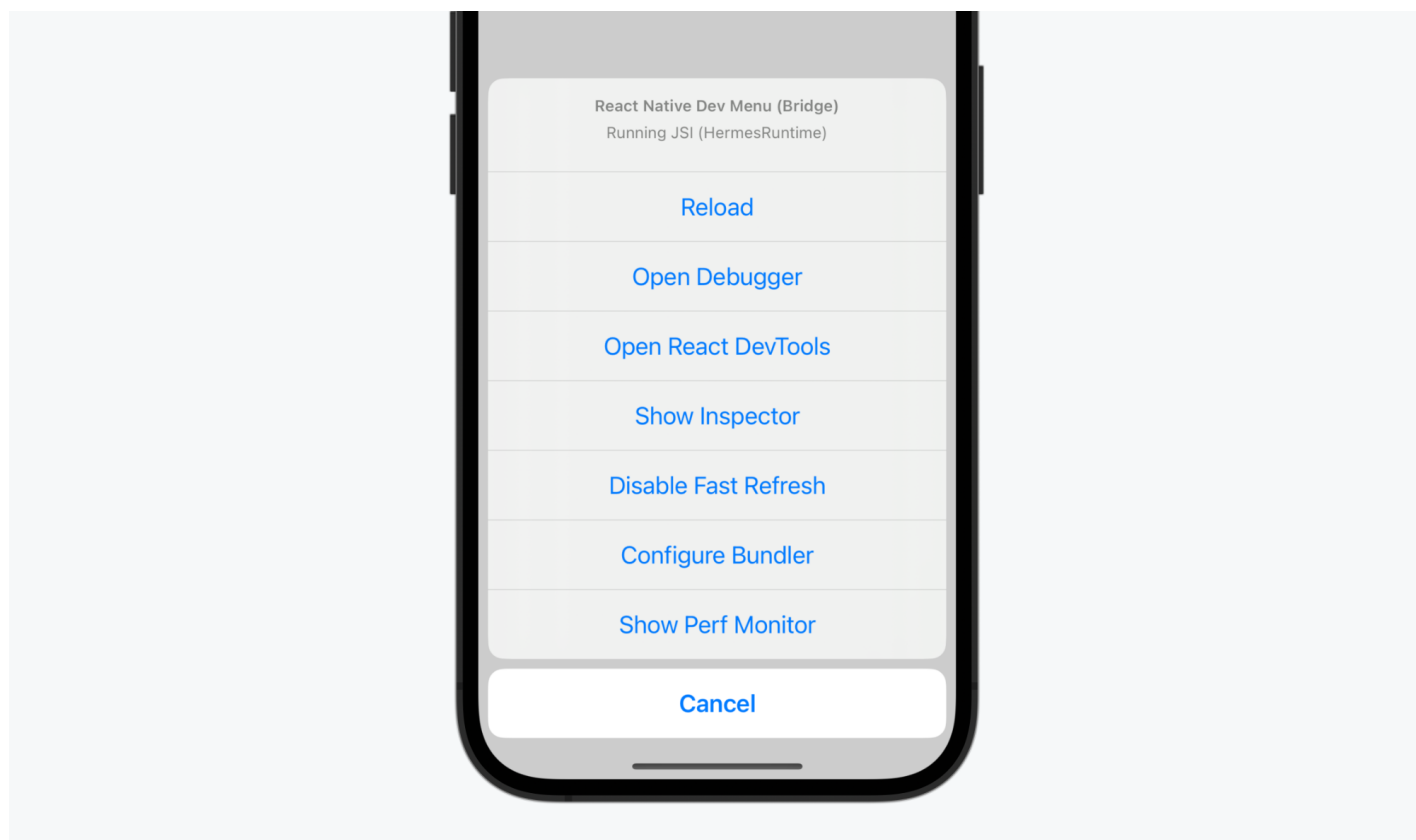 React Native Dev Menu (Bridge)
Running JSI (HermesRuntime)
Reload
Open Debugger
Open React DevTools
Show Inspector
Disable Fast Refresh
Configure Bundler
Show Perf Monitor
Cancel